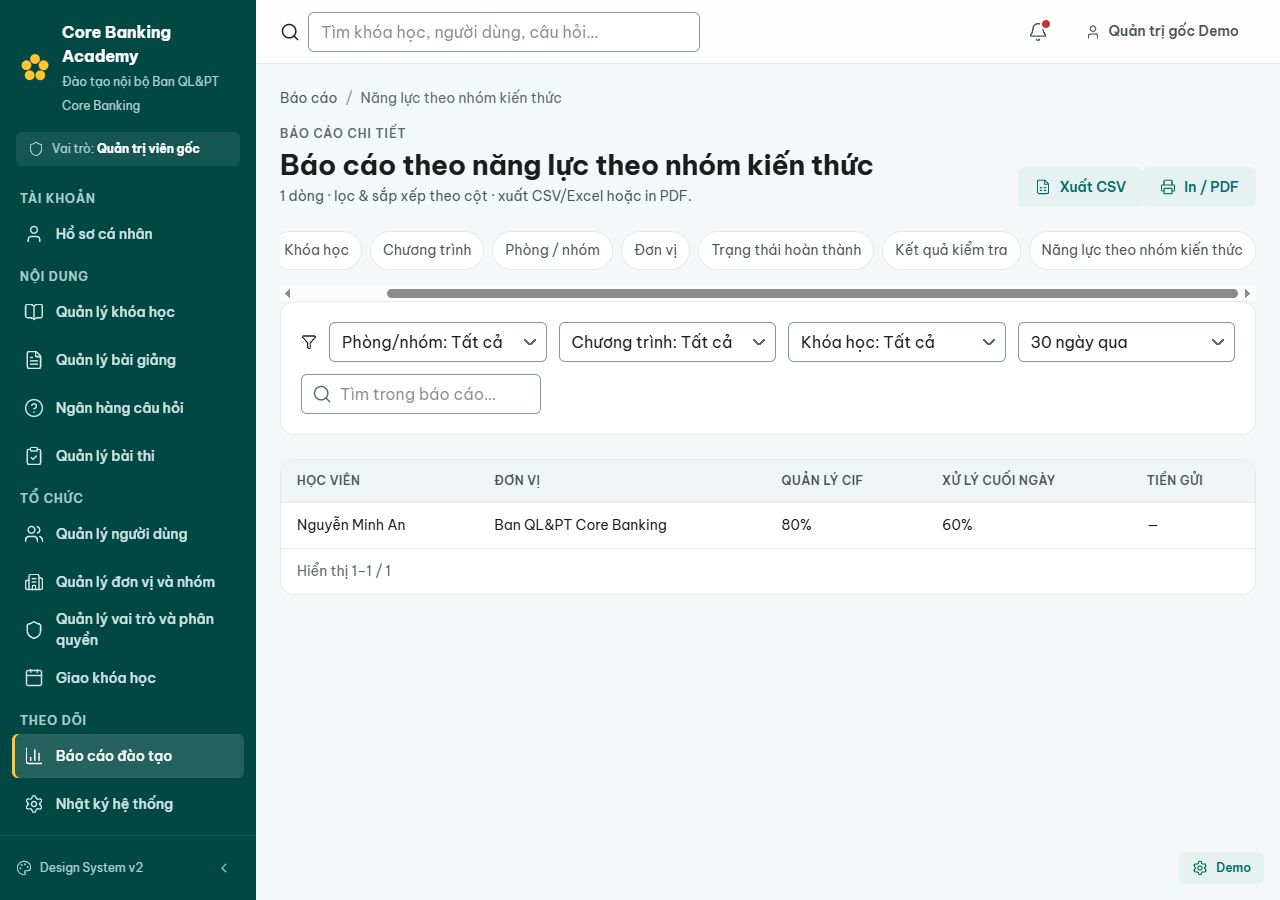 Core Banking
Academy
Đào tạo nội bộ Ban QL&PT
Core Banking
Vai trò: Quản trị viên gốc
TÀI KHOẢN
Hồ sơ cá nhân
NỘI DUNG
Quản lý khóa học
Quản lý bài giảng
Ngân hàng câu hỏi
Quản lý bài thi
TỔ CHỨC
Quản lý người dùng
Quản lý đơn vị và nhóm
Quản lý vai trò và phân
quyền
Giao khóa học
THEO DÕI
Báo cáo đào tạo
Nhật ký hệ thống
Design System v2
Tìm khóa học, người dùng, câu hỏi...
Quản trị gốc Demo
Báo cáo / Năng lực theo nhóm kiến thức
BÁO CÁO CHI TIẾT
Báo cáo theo năng lực theo nhóm kiến thức
1 dòng · lọc & sắp xếp theo cột · xuất CSV/Excel hoặc in PDF.
Xuất CSV
In / PDF
Khóa học
Chương trình
Phòng / nhóm
Đơn vị
Trạng thái hoàn thành
Kết quả kiểm tra
Năng lực theo nhóm kiến thức
Phòng/nhóm: Tất cả
Chương trình: Tất cả
Khóa học: Tất cả
30 ngày qua
Tìm trong báo cáo...
HỌC VIÊN ĐƠN VỊ QUẢN LÝ CIF XỬ LÝ CUỐI NGÀY TIỀN GỬI
Nguyễn Minh An Ban QL&PT Core Banking 80% 60% —
Hiển thị 1–1 / 1
Demo